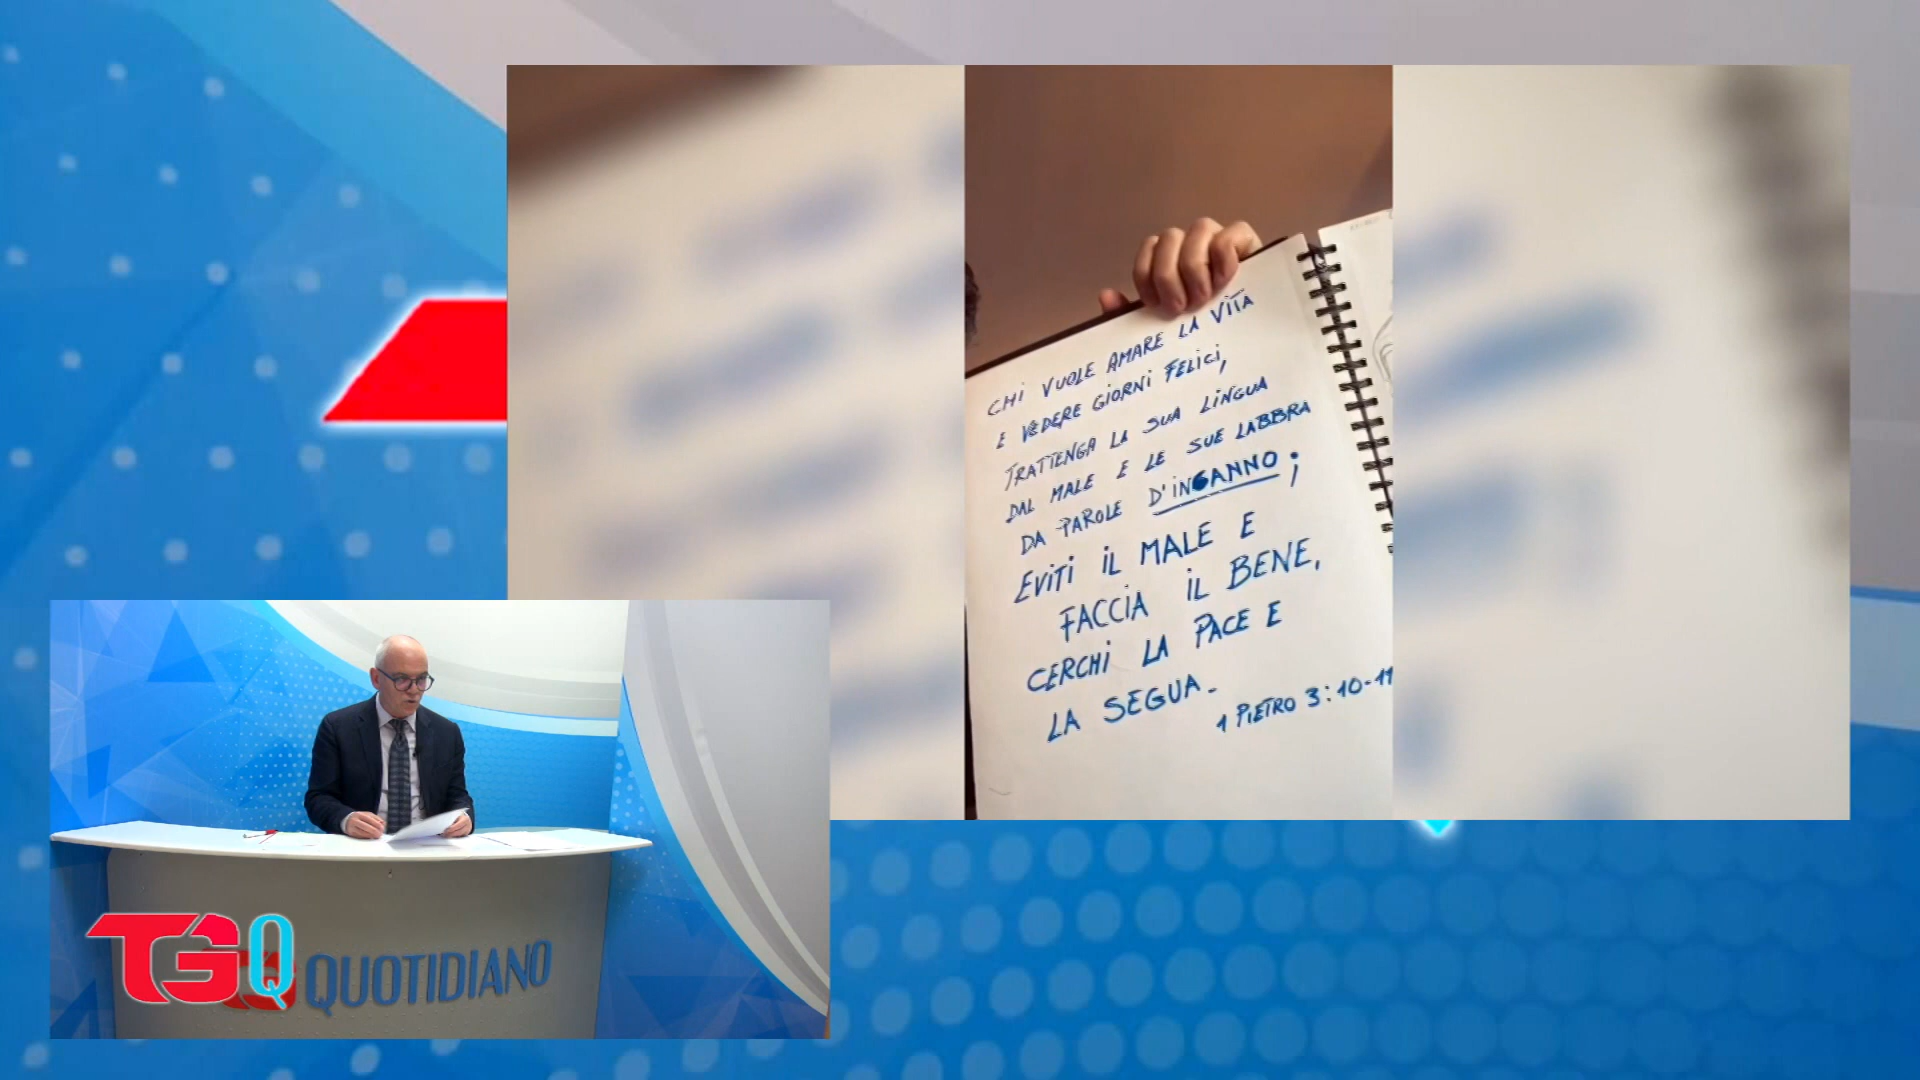 CHI VUOLE AMARE LA VITA
E VEDERE GIORNI FELICI,
TRATTENGA LA SUA LINGUA
DAL MALE E LE SUE LABBRA
DA PAROLE D'INGANNO;
EVITI IL MALE E
FACCIA IL BENE,
CERCHI LA PACE E
LA SEGUA.
1 PIETRO 3:10-11
TGQ
QUOTIDIANO